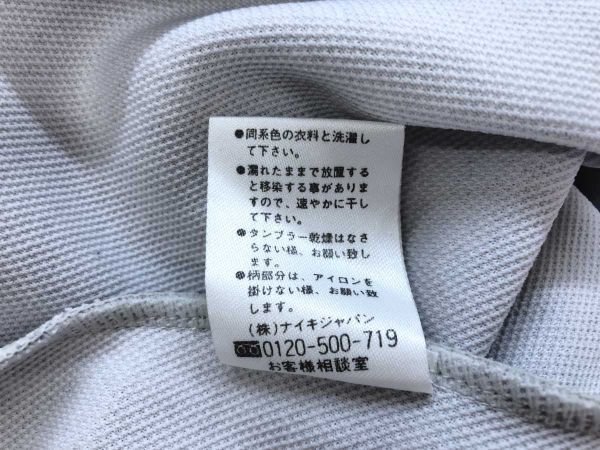 ●同系色の衣料と洗濯し
て下さい。
●濡れたままで放置する
と移染する事がありま
すので、速やかに干し
て下さい。
●タンブラー乾燥はなさ
らない様、お願い致し
ます。
●柄部分は、アイロンを
掛けない様、お願い致
します。
(株)ナイキジャパン
0120-500-719
お客様相談室